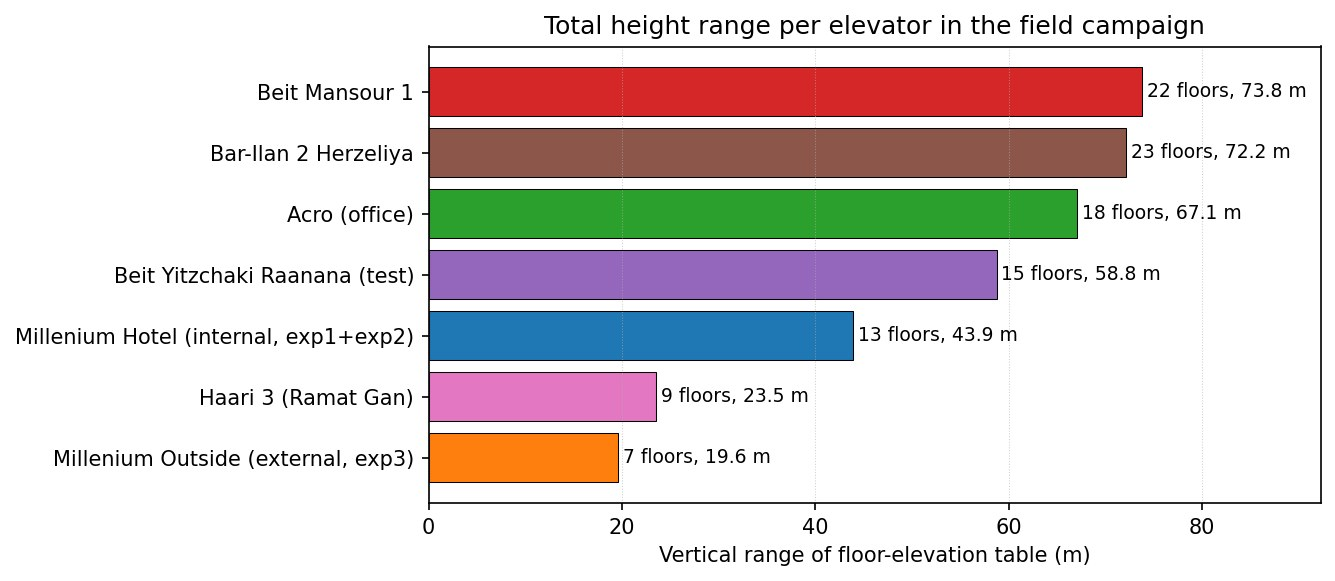 Total height range per elevator in the field campaign
Beit Mansour 1
22 floors, 73.8 m
Bar-Ilan 2 Herzeliya
23 floors, 72.2 m
Acro (office)
18 floors, 67.1 m
Beit Yitzchaki Raanana (test)
15 floors, 58.8 m
Millenium Hotel (internal, exp1+exp2)
13 floors, 43.9 m
Haari 3 (Ramat Gan)
9 floors, 23.5 m
Millenium Outside (external, exp3)
7 floors, 19.6 m
0 20 40 60 80
Vertical range of floor-elevation table (m)